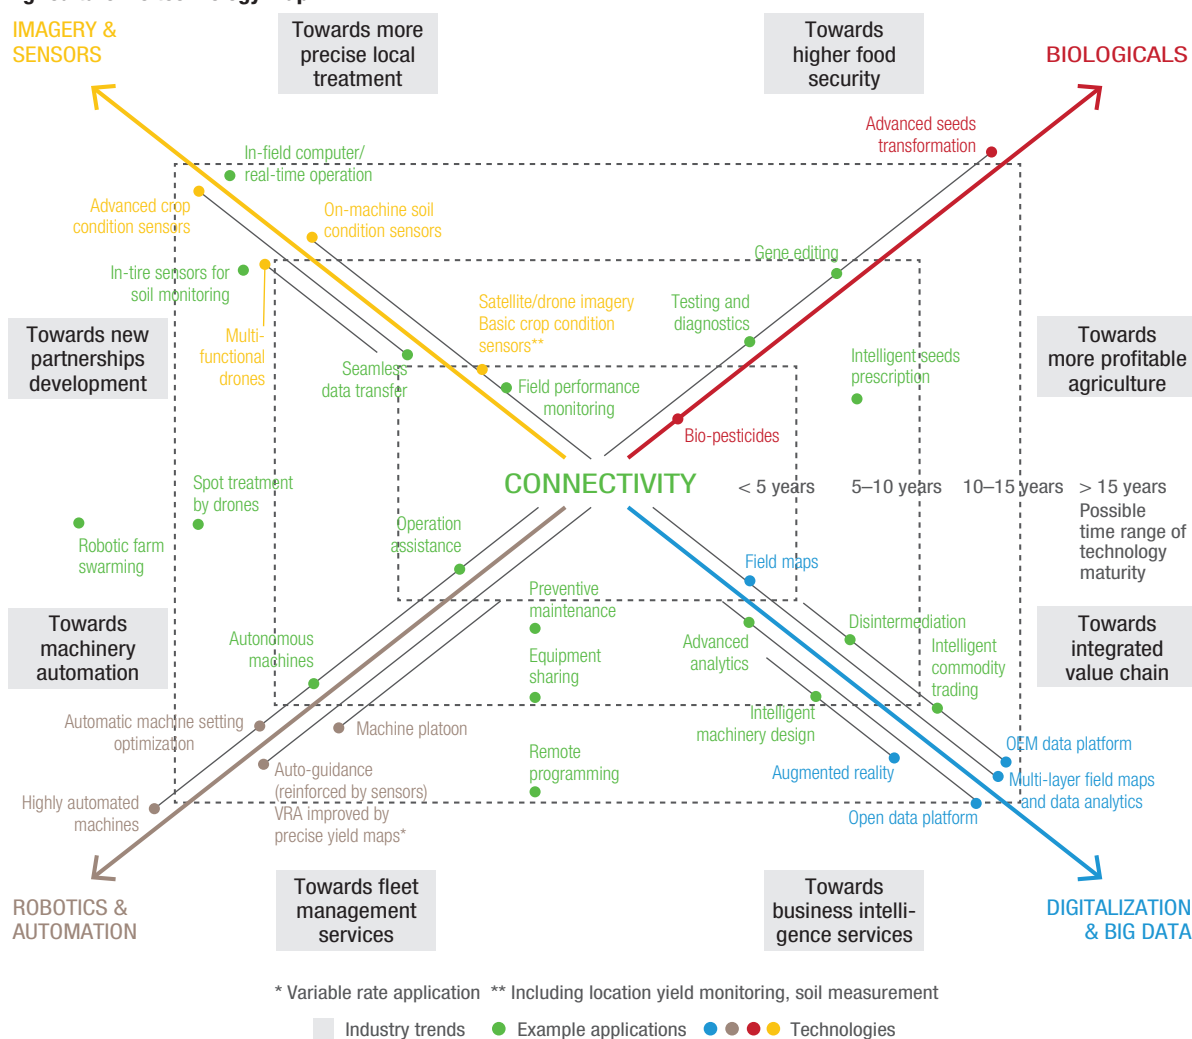 IMAGERY &
SENSORS
Towards more
precise local
treatment
Towards
higher food
security
BIOLOGICALS
Advanced seeds
transformation
In-field computer/
real-time operation
Advanced crop
condition sensors
On-machine soil
condition sensors
In-tire sensors for
soil monitoring
Gene editing
Satellite/drone imagery
Basic crop condition
sensors**
Testing and
diagnostics
Towards new
partnerships
development
Multi-
functional
drones
Seamless
data transfer
Field performance
monitoring
Intelligent seeds
prescription
Towards
more profitable
agriculture
Bio-pesticides
CONNECTIVITY
< 5 years
5–10 years
10–15 years
> 15 years
Possible
time range of
technology
maturity
Spot treatment
by drones
Robotic farm
swarming
Operation
assistance
Field maps
Preventive
maintenance
Towards
machinery
automation
Autonomous
machines
Equipment
sharing
Advanced
analytics
Disintermediation
Intelligent
commodity
trading
Towards
integrated
value chain
Automatic machine setting
optimization
Machine platoon
Intelligent
machinery design
Remote
programming
OEM data platform
Auto-guidance
(reinforced by sensors)
VRA improved by
precise yield maps*
Augmented reality
Multi-layer field maps
and data analytics
Highly automated
machines
Open data platform
ROBOTICS &
AUTOMATION
Towards fleet
management
services
Towards
business intelli-
gence services
DIGITALIZATION
& BIG DATA
* Variable rate application ** Including location yield monitoring, soil measurement
Industry trends
Example applications
Technologies